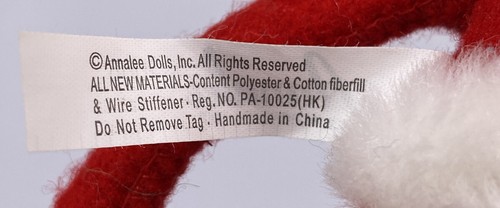 ©Annalee Dolls, Inc. All Rights Reserved
ALL NEW MATERIALS-Content Polyester & Cotton fiberfill
& Wire Stiffener · Reg. NO. PA-10025(HK)
Do Not Remove Tag · Handmade in China